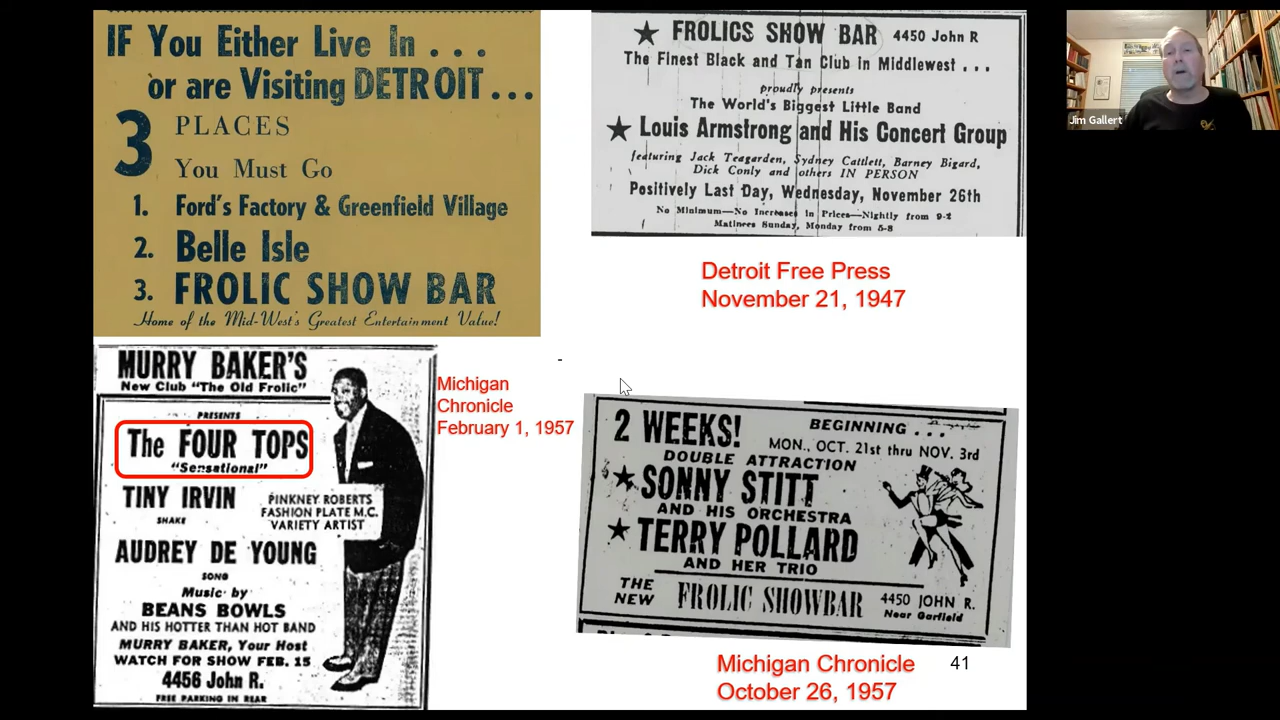 IF You Either Live In . . .
or are Visiting DETROIT . . .
3 PLACES
You Must Go
1. Ford's Factory & Greenfield Village
2. Belle Isle
3. FROLIC SHOW BAR
Home of the Mid-West's Greatest Entertainment Value!
FROLICS SHOW BAR 4450 John R
The Finest Black and Tan Club in Middlewest . . .
proudly presents
The World's Biggest Little Band
Louis Armstrong and His Concert Group
featuring Jack Teagarden, Sydney Cattlett, Barney Bigard,
Dick Conly and others IN PERSON
Positively Last Day, Wednesday, November 26th
No Minimum—No Increases in Prices—Nightly from 9-2
Matinees Sunday, Monday from 5-8
Detroit Free Press
November 21, 1947
Jim Gallert
MURRY BAKER'S
New Club "The Old Frolic"
PRESENTS
The FOUR TOPS
"Sensational"
TINY IRVIN
SHAKE
PINKNEY ROBERTS
FASHION PLATE M.C.
VARIETY ARTIST
AUDREY DE YOUNG
SONG
Music by
BEANS BOWLS
AND HIS HOTTER THAN HOT BAND
MURRY BAKER, Your Host
WATCH FOR SHOW FEB. 15
4456 John R.
FREE PARKING IN REAR
Michigan
Chronicle
February 1, 1957
-
2 WEEKS!
BEGINNING . . .
MON., OCT. 21st thru NOV. 3rd
DOUBLE ATTRACTION
SONNY STITT
AND HIS ORCHESTRA
TERRY POLLARD
AND HER TRIO
THE NEW FROLIC SHOWBAR
4450 JOHN R.
Near Garfield
Michigan Chronicle
October 26, 1957
41